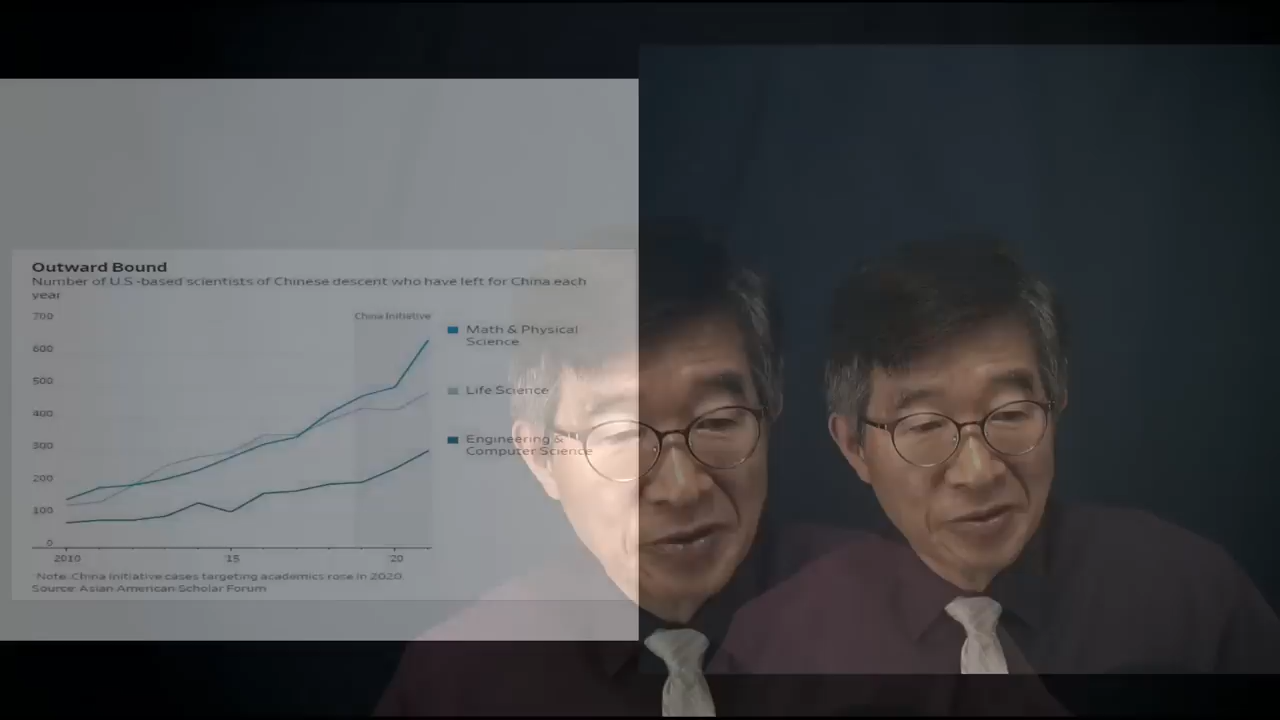 Outward Bound
Number of U.S.-based scientists of Chinese descent who have left for China each
year
700
600
500
400
300
200
100
0
2010
'15
'20
China Initiative
Math & Physical
Science
Life Science
Engineering &
Computer Science
Note: China Initiative cases targeting academics rose in 2020.
Source: Asian American Scholar Forum